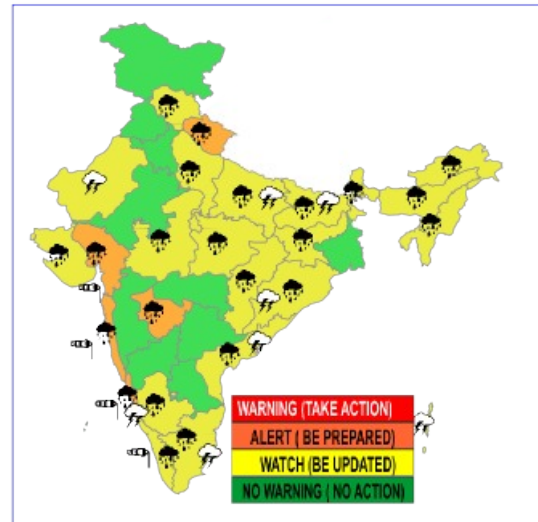 WARNING (TAKE ACTION)
ALERT ( BE PREPARED)
WATCH (BE UPDATED)
NO WARNING ( NO ACTION)